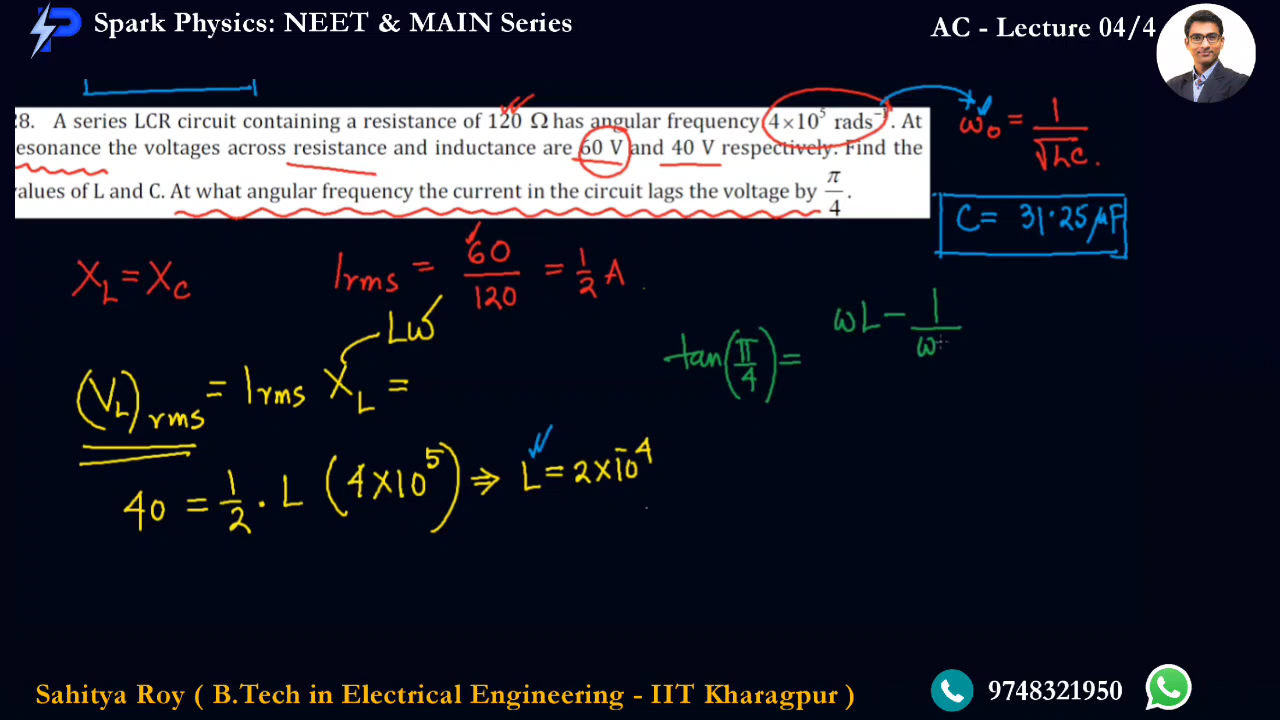 Spark Physics: NEET & MAIN Series
AC - Lecture 04/4
8. A series LCR circuit containing a resistance of 120 Ω has angular frequency 4×10⁵ rads⁻¹. At
esonance the voltages across resistance and inductance are 60 V and 40 V respectively. Find the
alues of L and C. At what angular frequency the current in the circuit lags the voltage by π/4.
ω₀ = 1/√LC.
C = 31.25 μF
X_L = X_C
I rms = 60/120 = 1/2 A
Lω
tan(π/4) = ωL − 1/ω
(V_L)rms = I rms X_L =
40 = 1/2 . L (4×10⁵) ⇒ L = 2×10⁻⁴
Sahitya Roy ( B.Tech in Electrical Engineering - IIT Kharagpur )
9748321950